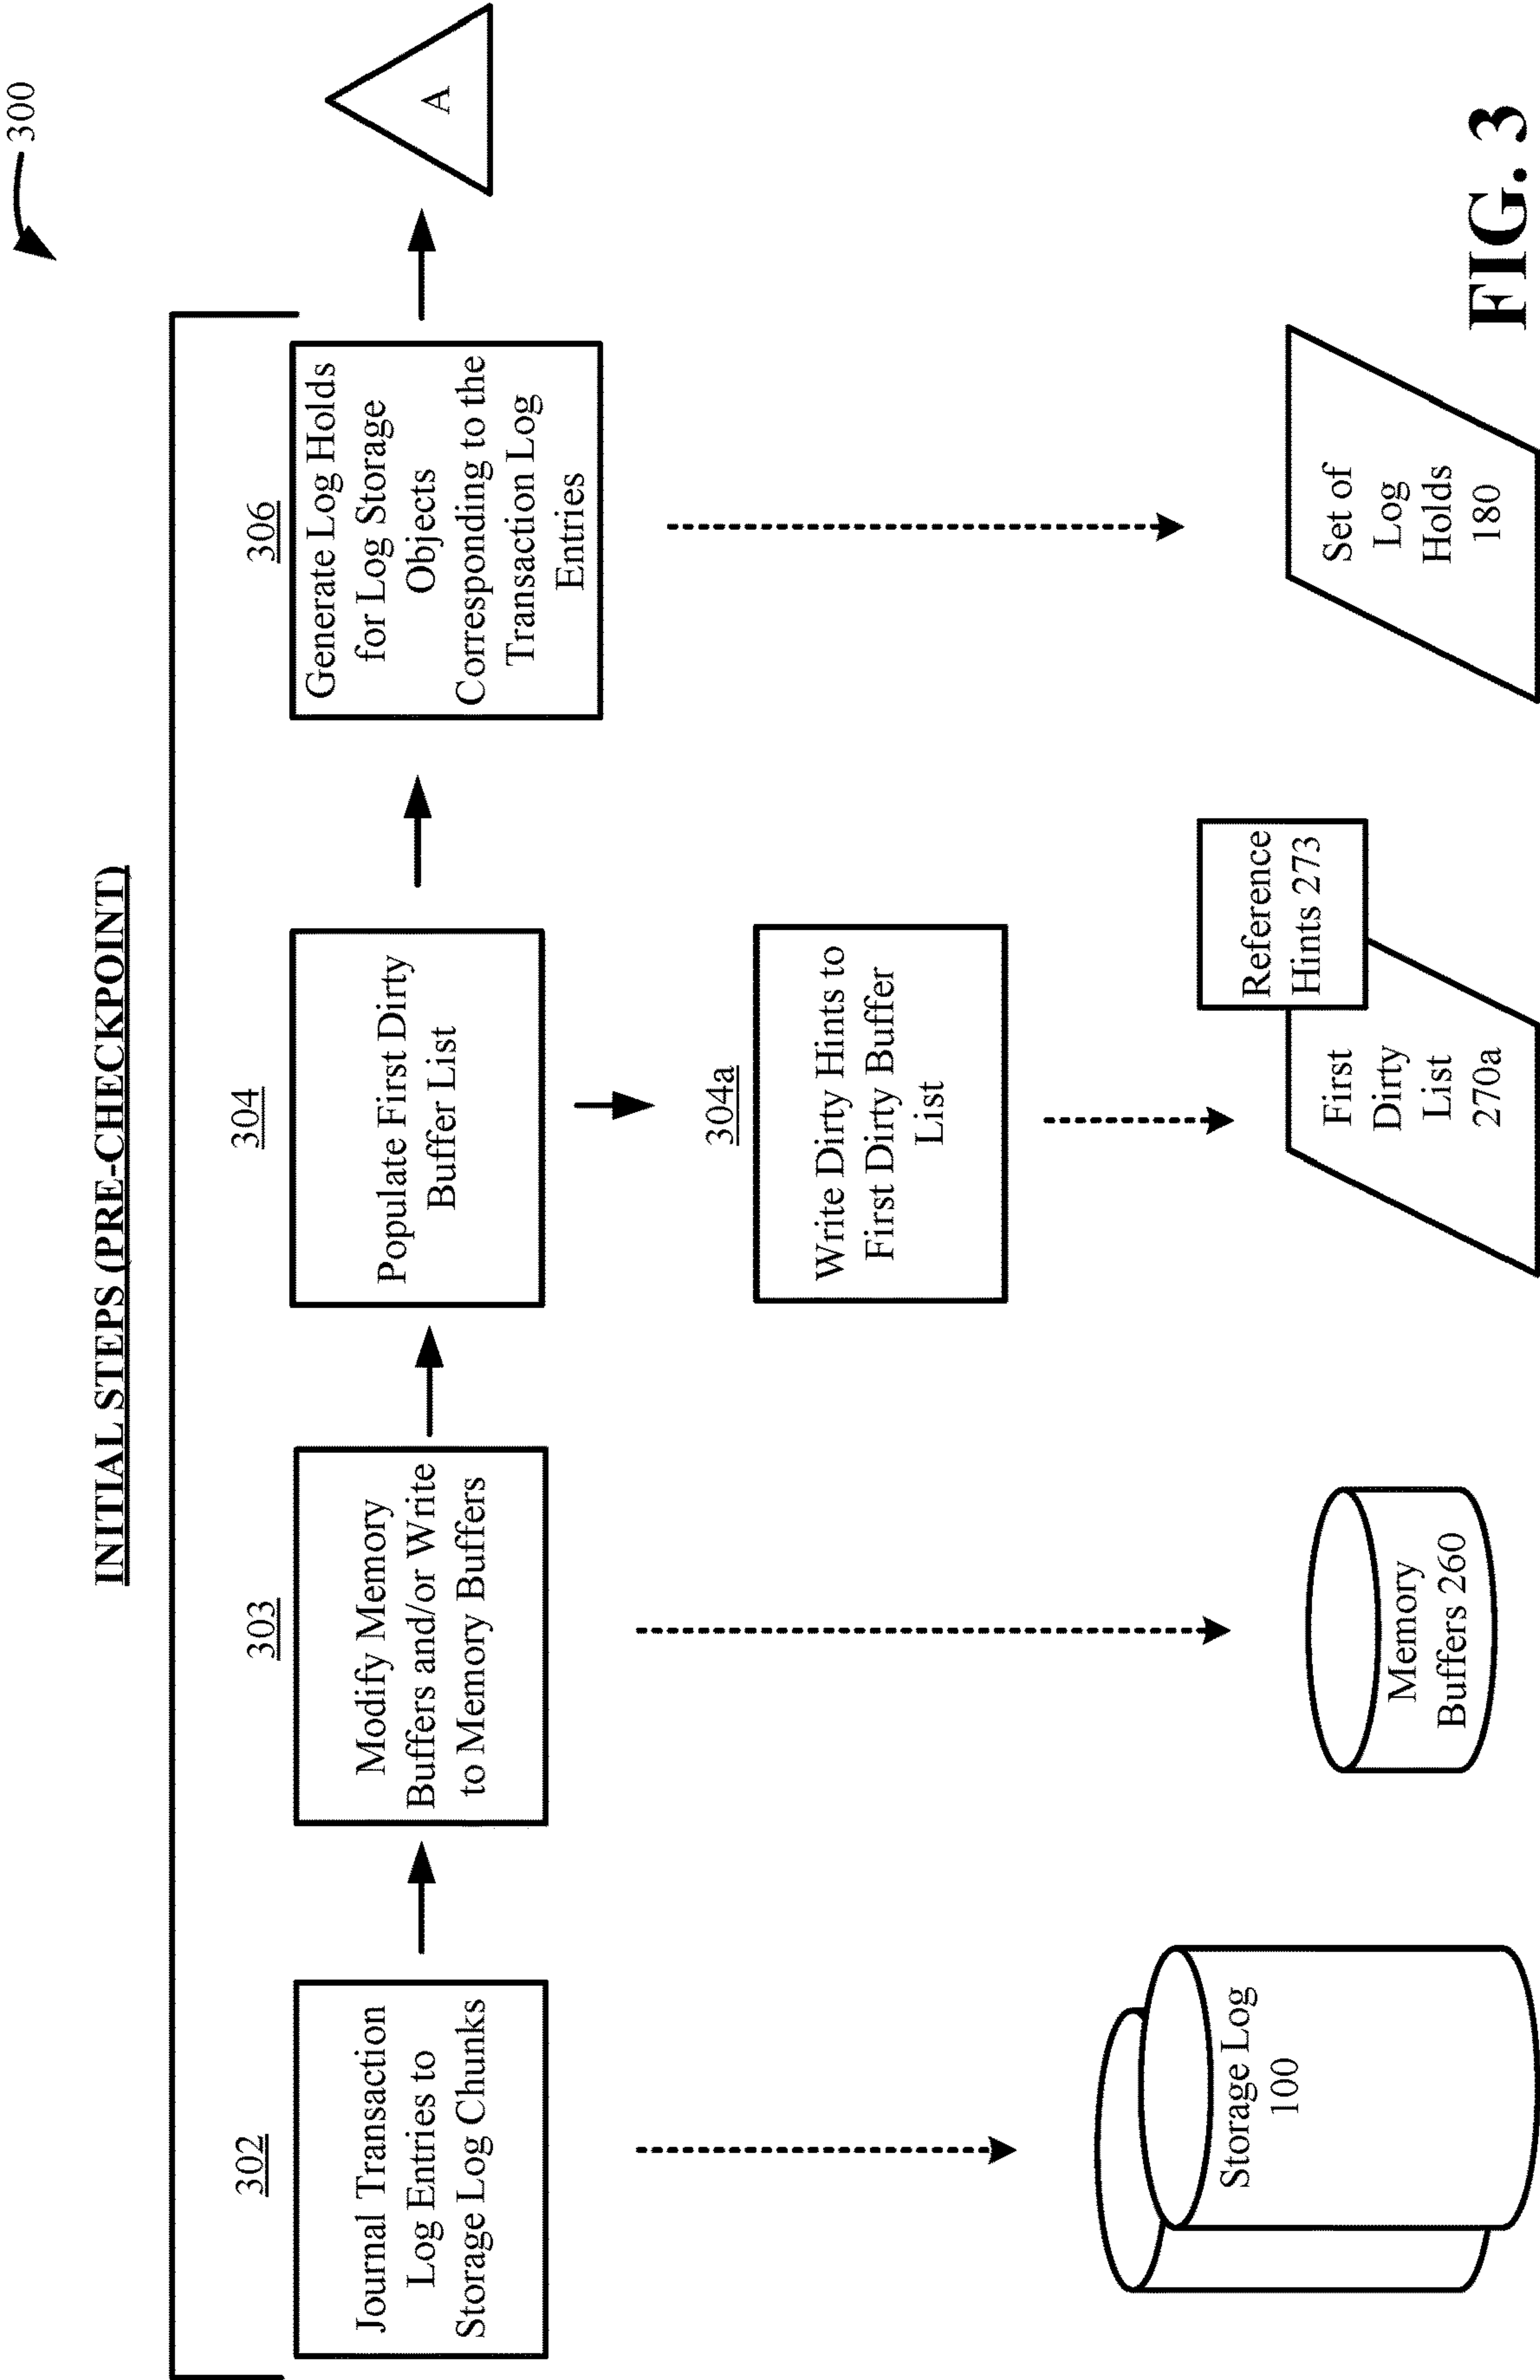 300
INITIAL STEPS (PRE-CHECKPOINT)
302
Journal Transaction
Log Entries to
Storage Log Chunks
303
Modify Memory
Buffers and/or Write
to Memory Buffers
304
Populate First Dirty
Buffer List
306
Generate Log Holds
for Log Storage
Objects
Corresponding to the
Transaction Log
Entries
A
304a
Write Dirty Hints to
First Dirty Buffer
List
Storage Log
100
Memory
Buffers 260
First
Dirty
List
270a
Reference
Hints 273
Set of
Log
Holds
180
FIG. 3